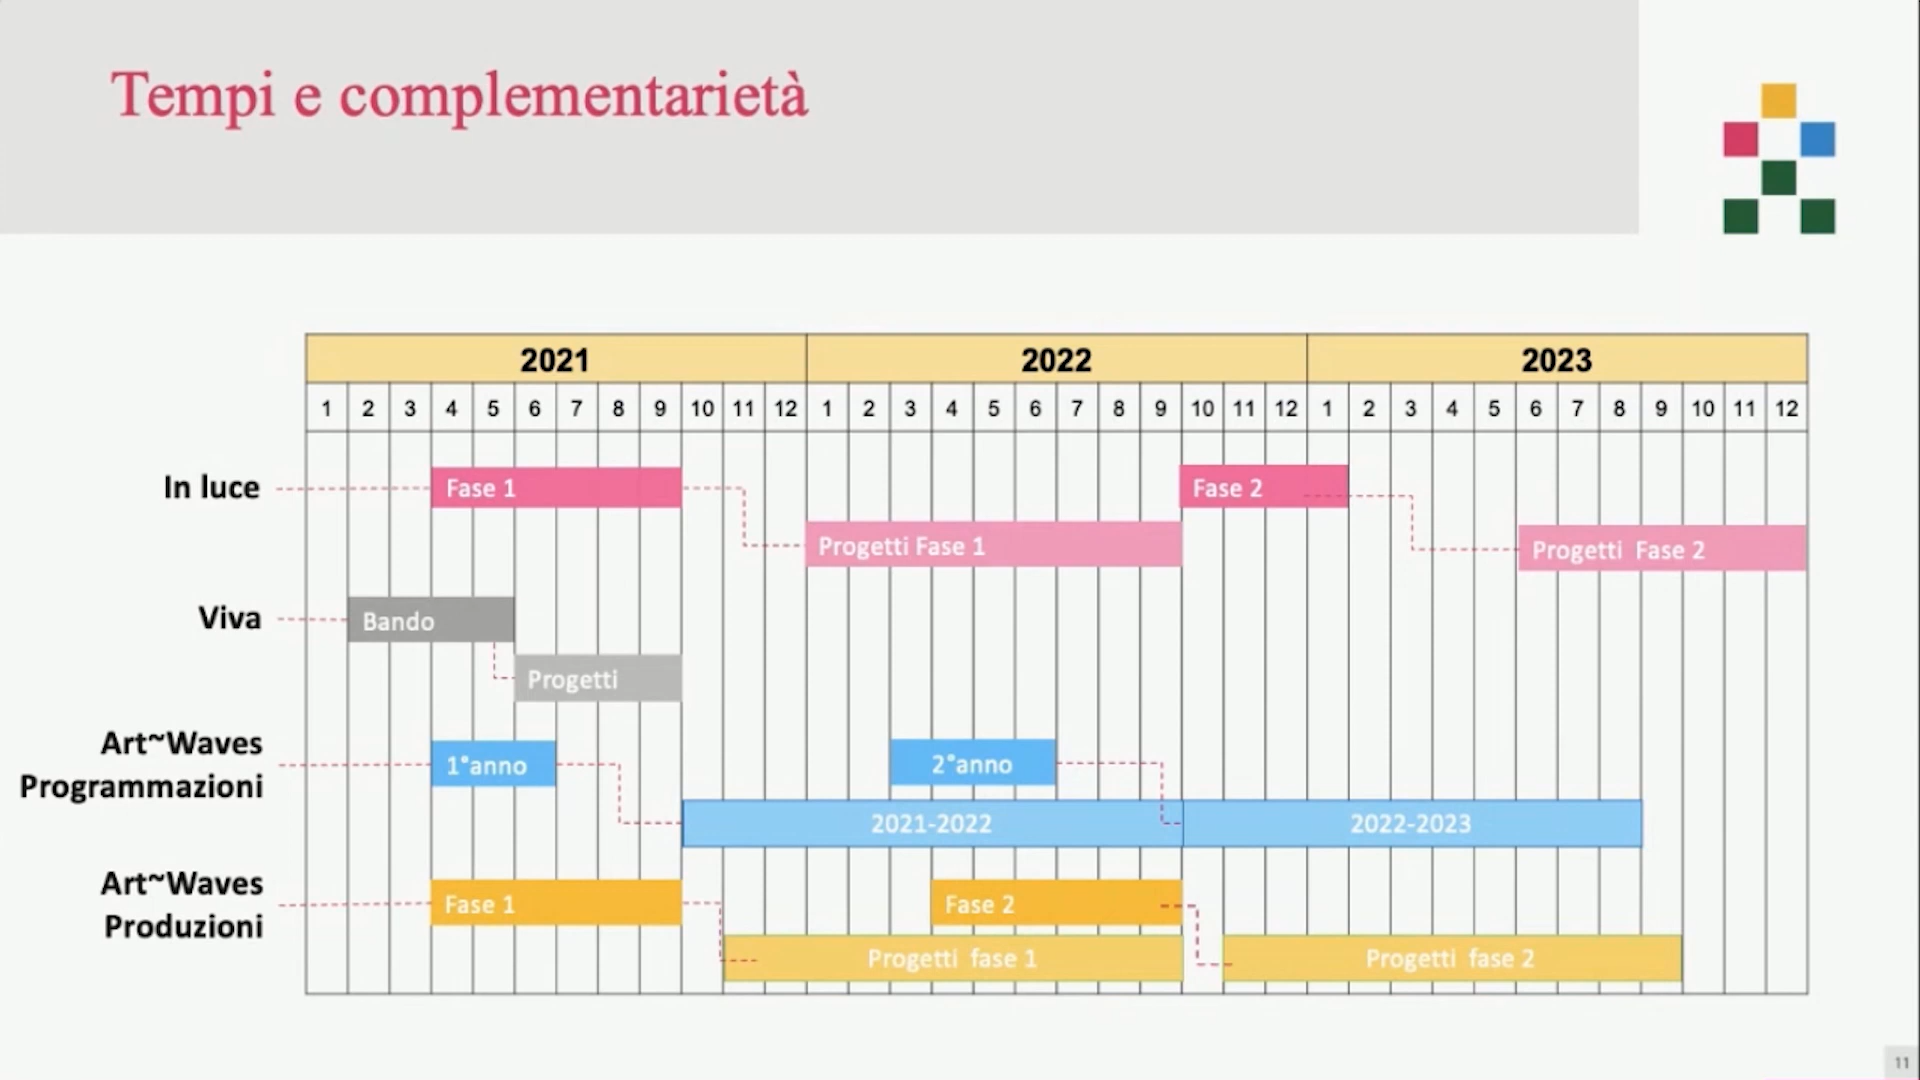 Tempi e complementarietà
2021 2022 2023
1 2 3 4 5 6 7 8 9 10 11 12 1 2 3 4 5 6 7 8 9 10 11 12 1 2 3 4 5 6 7 8 9 10 11 12
In luce Fase 1 Fase 2
Progetti Fase 1 Progetti Fase 2
Viva Bando
Progetti
Art~Waves
Programmazioni
1°anno 2°anno
2021-2022 2022-2023
Art~Waves
Produzioni
Fase 1 Fase 2
Progetti fase 1 Progetti fase 2
11